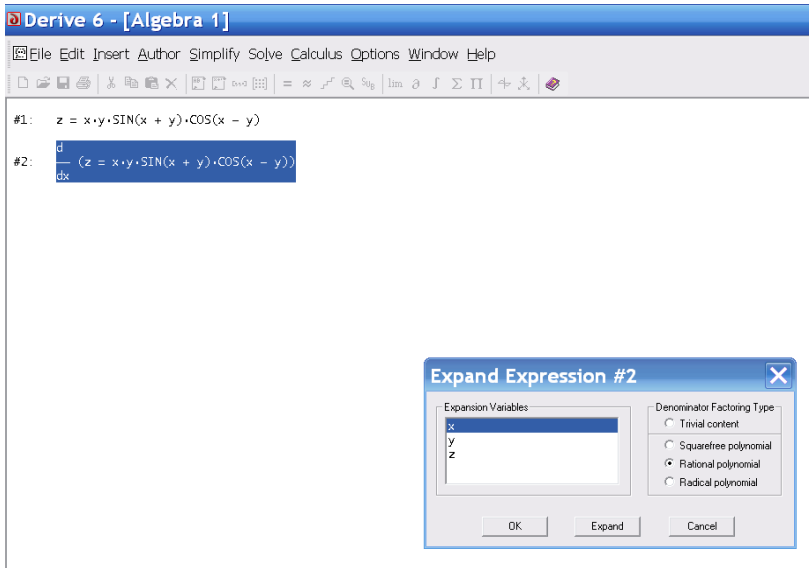 Derive 6 - [Algebra 1]
File Edit Insert Author Simplify Solve Calculus Options Window Help
= ≈ Sub lim ∂ ∫ Σ Π
#1: z = x·y·SIN(x + y)·COS(x - y)
d
#2: — (z = x·y·SIN(x + y)·COS(x - y))
dx
Expand Expression #2
Expansion Variables
x
y
z
Denominator Factoring Type
Trivial content
Squarefree polynomial
Rational polynomial
Radical polynomial
OK Expand Cancel